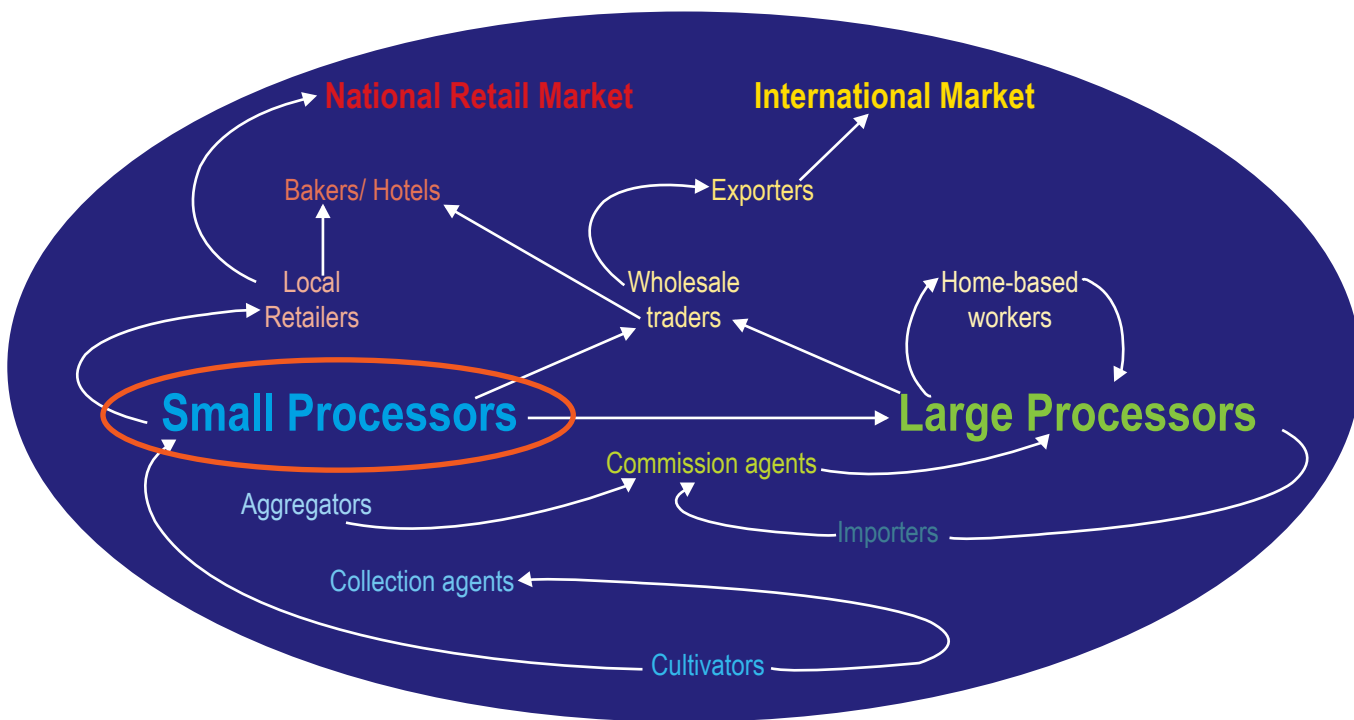 National Retail Market
International Market
Bakers/ Hotels
Exporters
Local
Retailers
Wholesale
traders
Home-based
workers
Small Processors
Large Processors
Commission agents
Aggregators
Importers
Collection agents
Cultivators